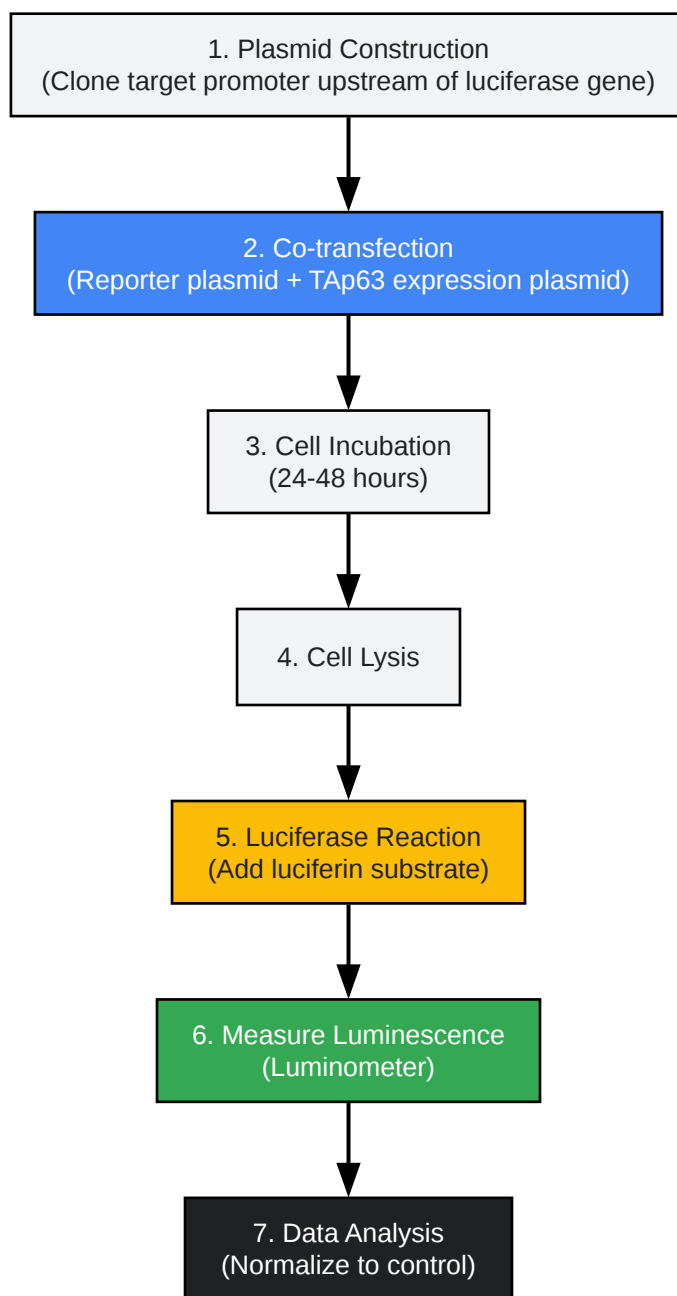 1. Plasmid Construction
(Clone target promoter upstream of luciferase gene)
2. Co-transfection
(Reporter plasmid + TAp63 expression plasmid)
3. Cell Incubation
(24-48 hours)
4. Cell Lysis
5. Luciferase Reaction
(Add luciferin substrate)
6. Measure Luminescence
(Luminometer)
7. Data Analysis
(Normalize to control)